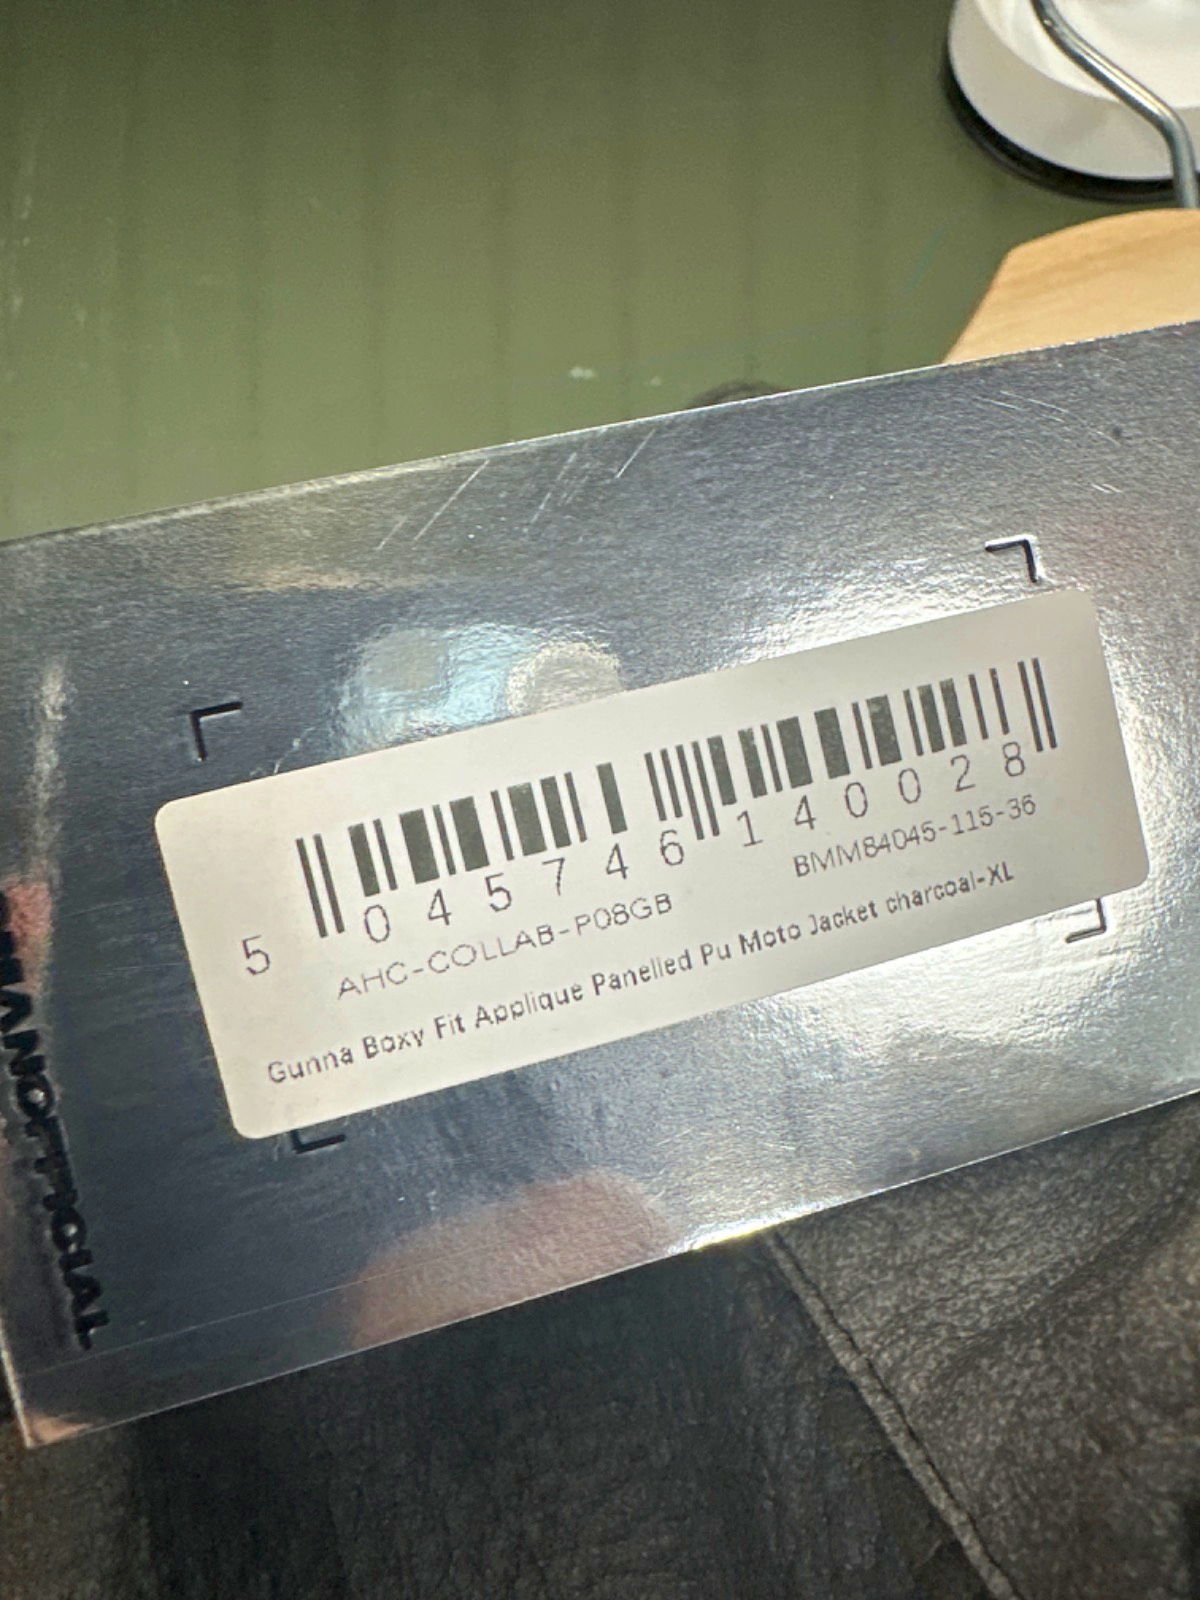 5 045746 140028
AHC-COLLAB-P08GB BMM84045-115-36
Gunna Boxy Fit Applique Panelled Pu Moto Jacket charcoal-XL
MANOFFICIAL